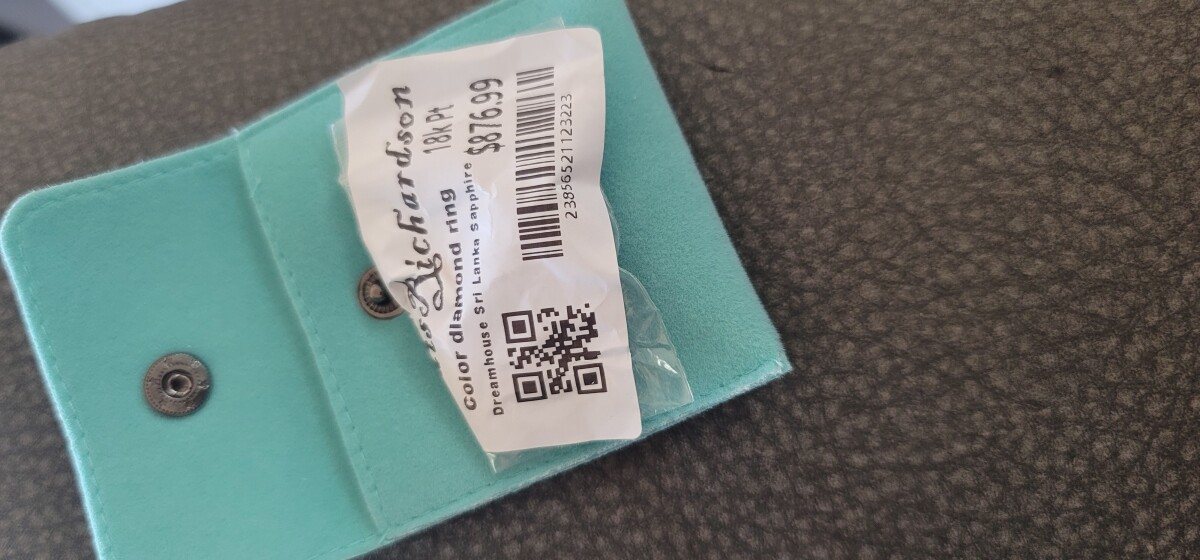 Richardson
18k Pt
Color diamond ring
$876.99
Dreamhouse Sri Lanka Sapphire
23856521123223